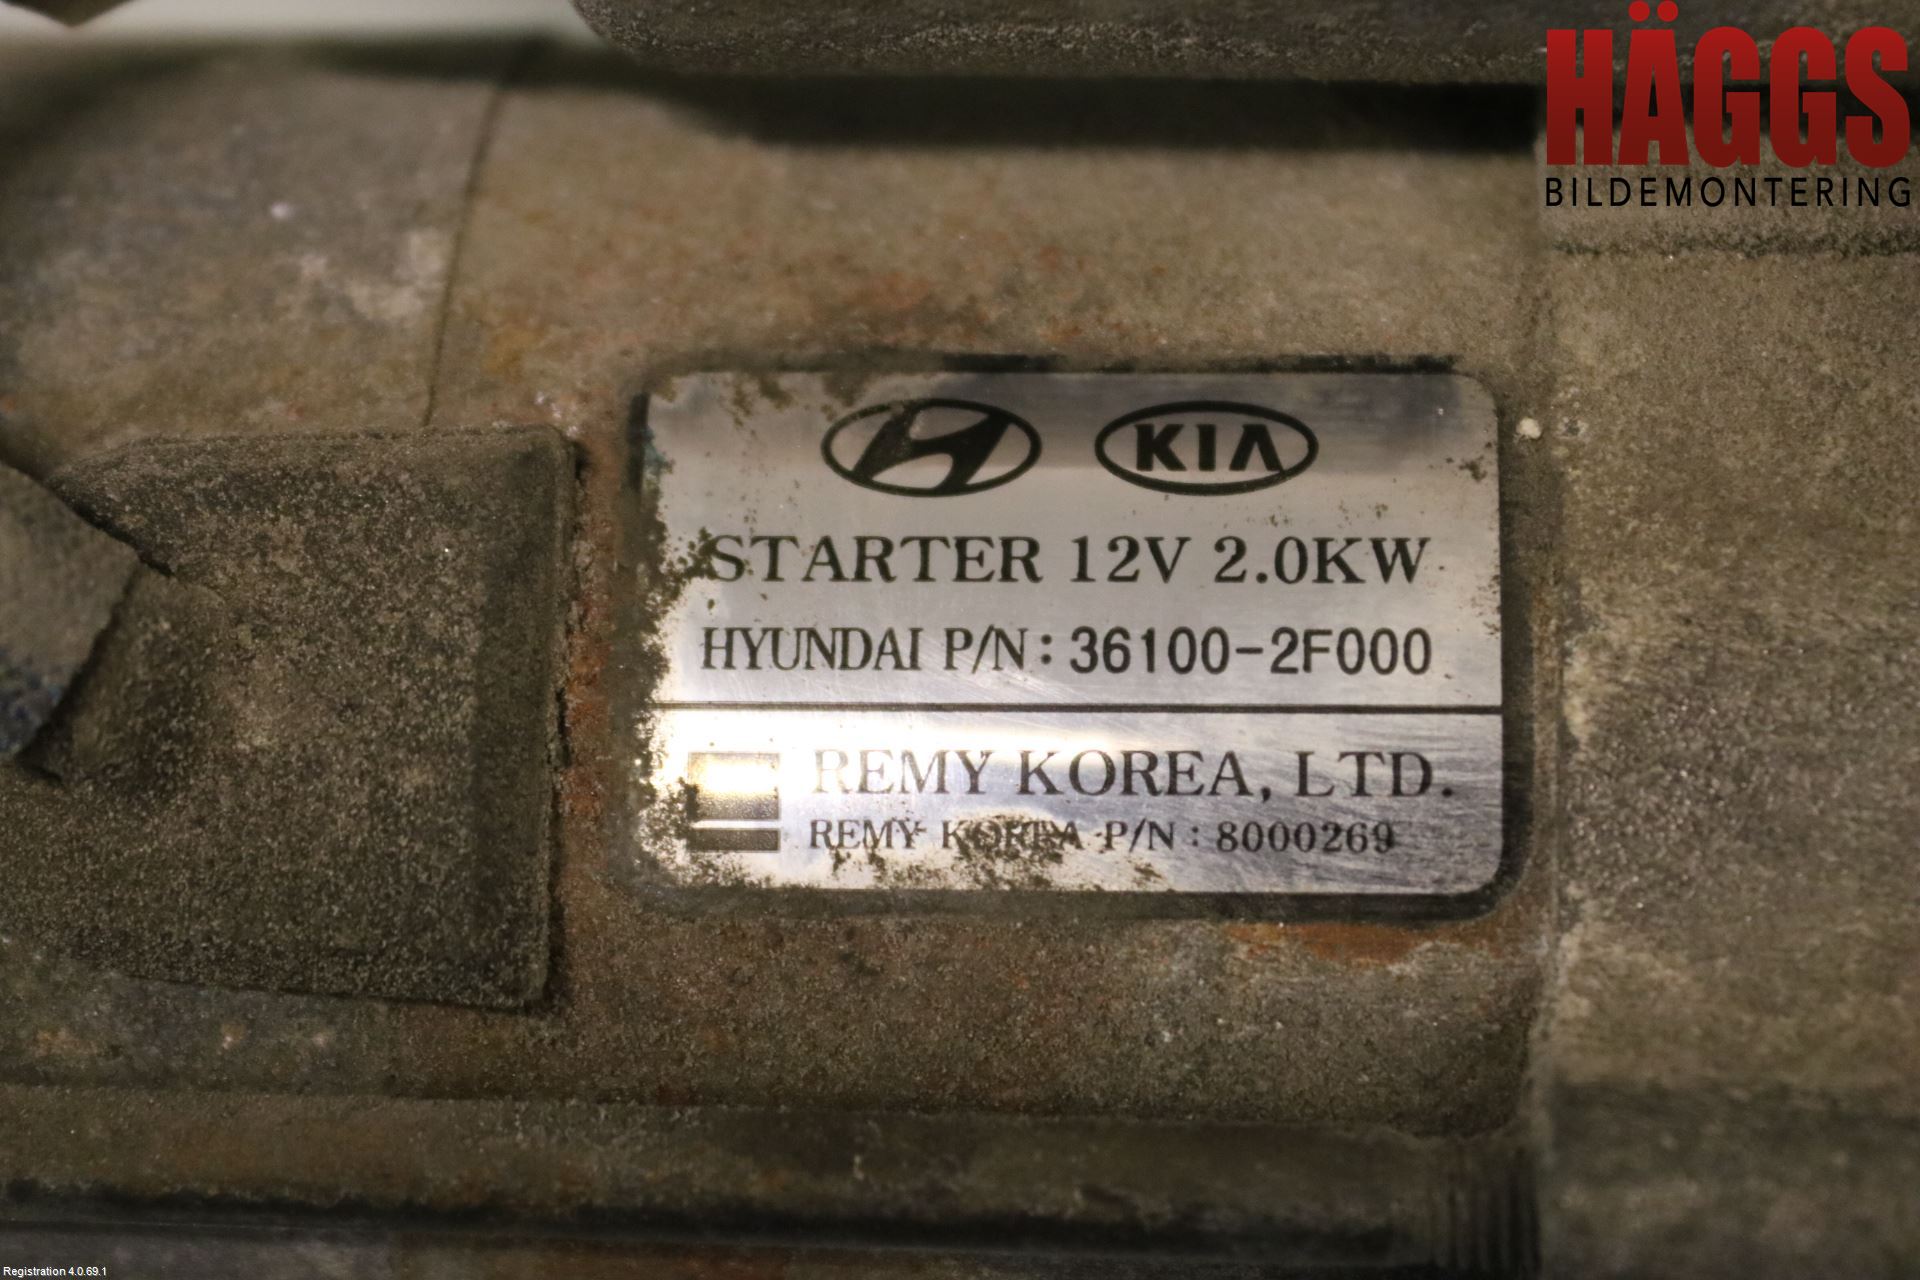 HÄGGS
BILDEMONTERING
KIA
STARTER 12V 2.0KW
HYUNDAI P/N: 36100-2F000
REMY KOREA, LTD.
REMY KOREA P/N : 8000269
Registration 4.0.69.1